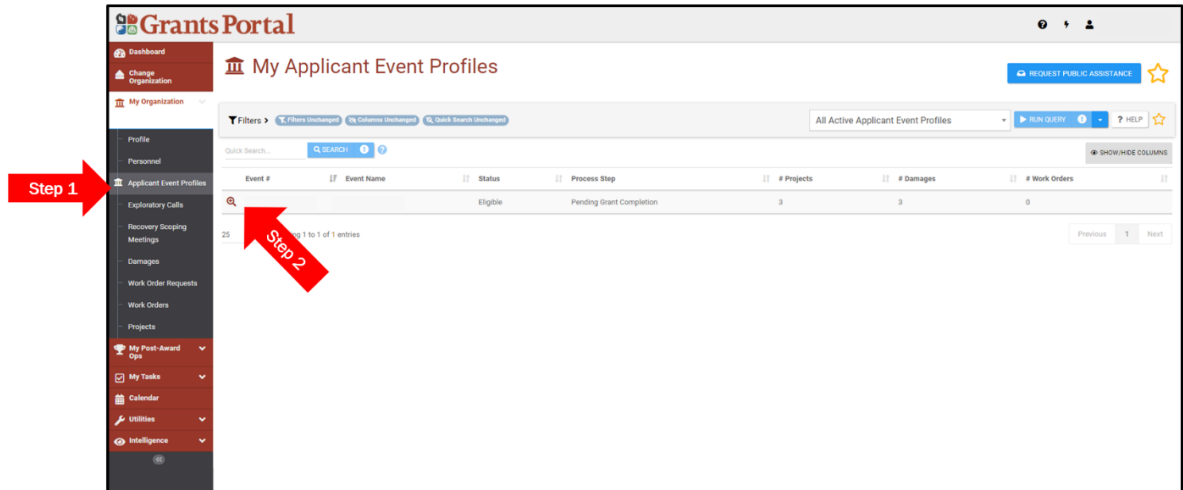 Grants Portal
Dashboard
Change
Organization
My Organization
Profile
Personnel
Applicant Event Profiles
Exploratory Calls
Recovery Scoping
Meetings
Damages
Work Order Requests
Work Orders
Projects
My Post-Award
Ops
My Tasks
Calendar
Utilities
Intelligence
Step 1
My Applicant Event Profiles
REQUEST PUBLIC ASSISTANCE
Filters > Filters Unchanged Columns Unchanged Quick Search Unchanged
All Active Applicant Event Profiles RUN QUERY ? HELP
Quick Search... SEARCH
SHOW/HIDE COLUMNS
Event # Event Name Status Process Step # Projects # Damages # Work Orders
Eligible Pending Grant Completion 3 3 0
25 1 to 1 of 1 entries
Previous 1 Next
Step 2